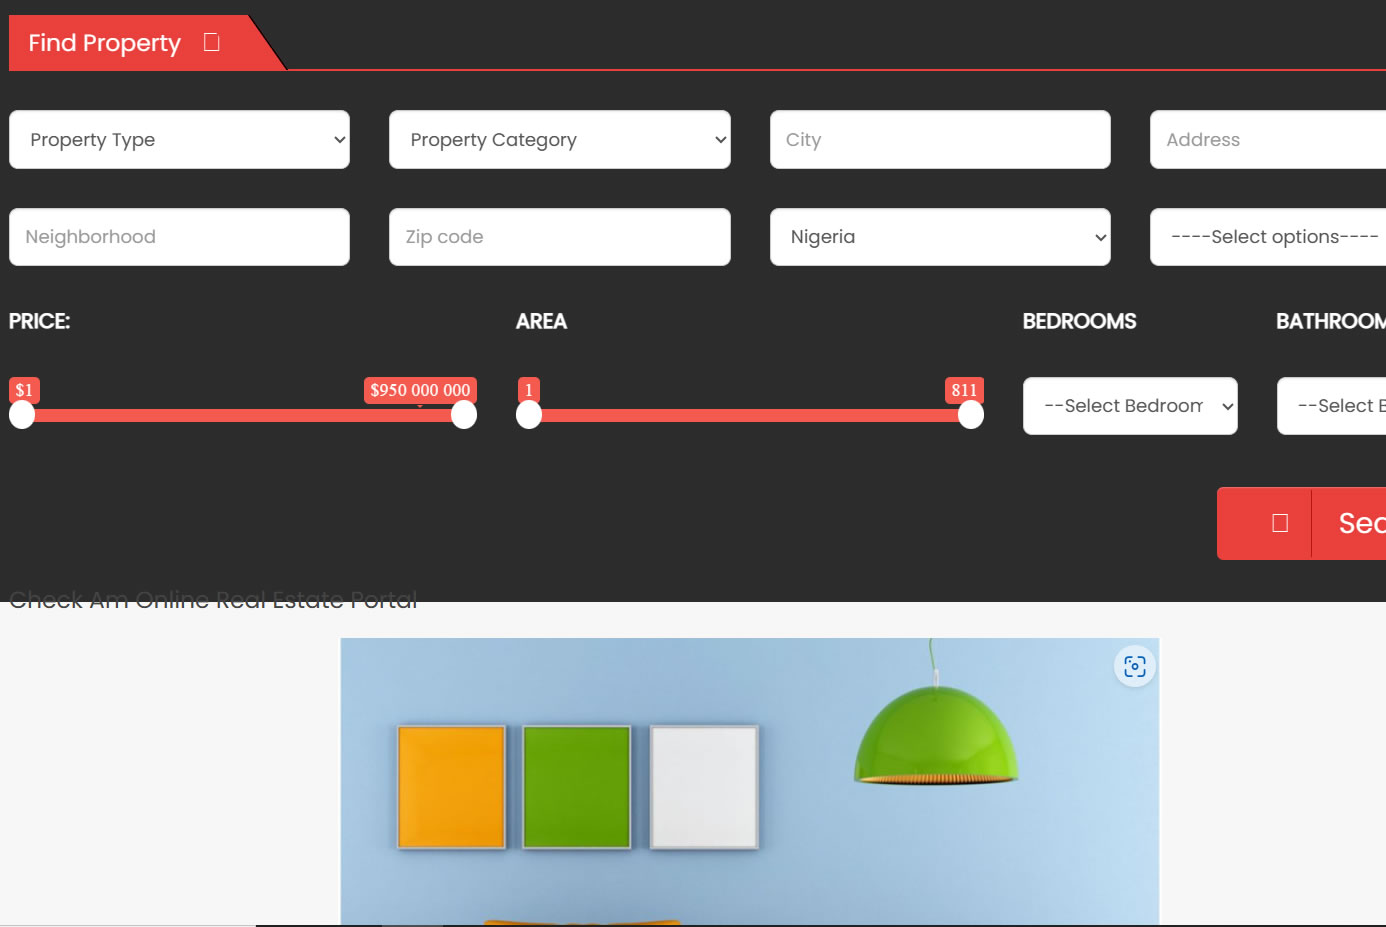 Find Property
Property Type
Property Category
City
Address
Neighborhood
Zip code
Nigeria
----Select options----
PRICE:
AREA
BEDROOMS
BATHROOM
$1
$950 000 000
1
811
--Select Bedroom
--Select B
Sea
Check Am Online Real Estate Portal